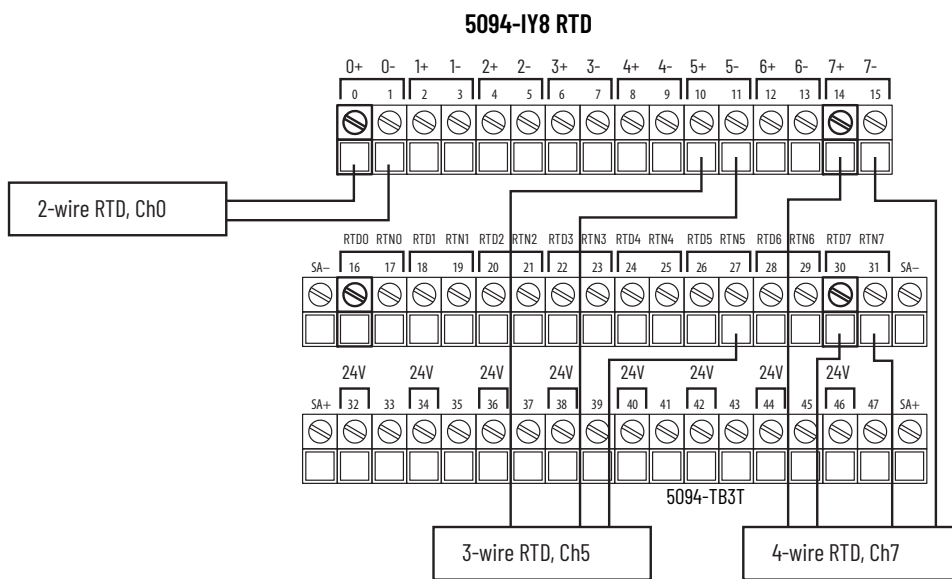 5094-IY8 RTD
0+ 0- 1+ 1- 2+ 2- 3+ 3- 4+ 4- 5+ 5- 6+ 6- 7+ 7-
0 1 2 3 4 5 6 7 8 9 10 11 12 13 14 15
2-wire RTD, Ch0
RTD0 RTN0 RTD1 RTN1 RTD2 RTN2 RTD3 RTN3 RTD4 RTN4 RTD5 RTN5 RTD6 RTN6 RTD7 RTN7
SA– 16 17 18 19 20 21 22 23 24 25 26 27 28 29 30 31 SA–
24V 24V 24V 24V 24V 24V 24V 24V
SA+ 32 33 34 35 36 37 38 39 40 41 42 43 44 45 46 47 SA+
5094-TB3T
3-wire RTD, Ch5
4-wire RTD, Ch7